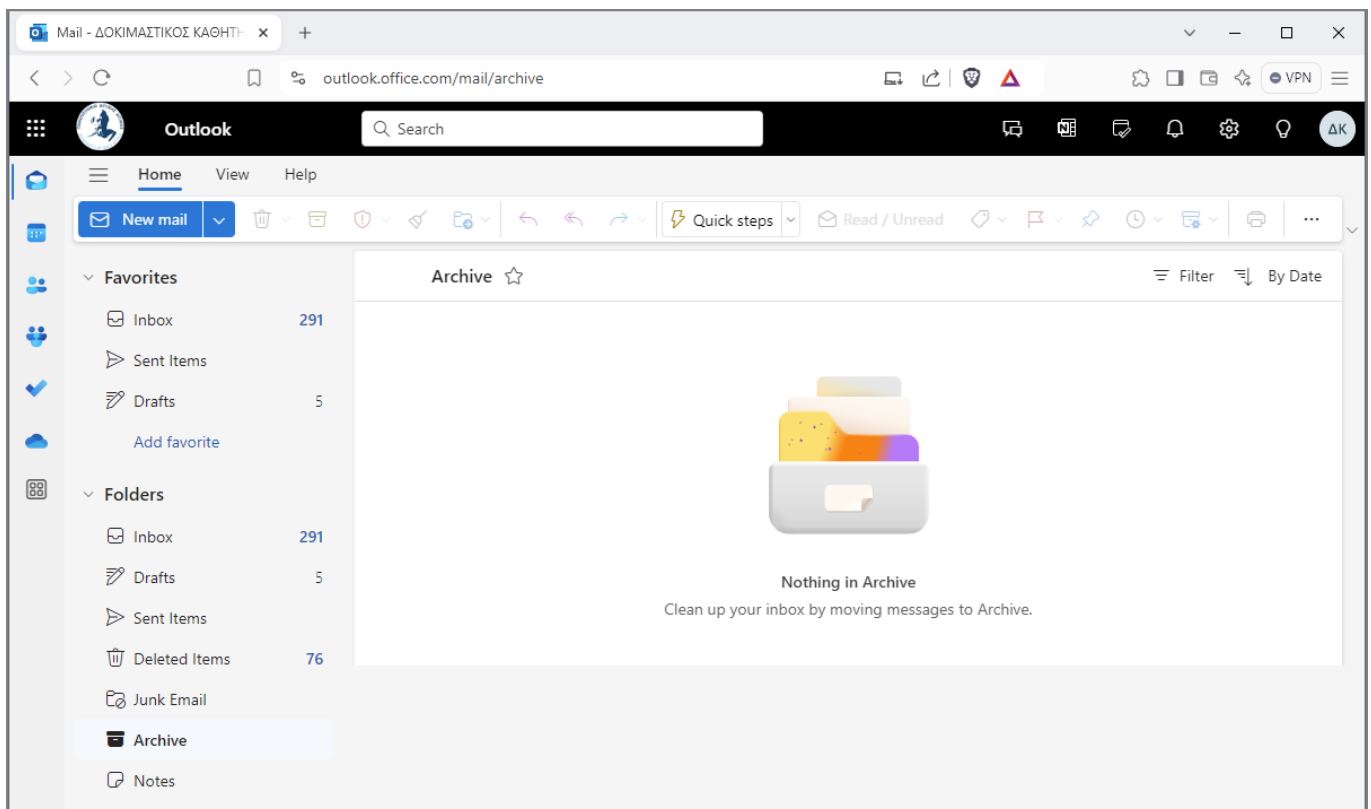 Mail - ΔΟΚΙΜΑΣΤΙΚΟΣ ΚΑΘΗΤΗ
outlook.office.com/mail/archive
VPN
Outlook
Search
ΔΚ
Home View Help
New mail
Quick steps
Read / Unread
Favorites
Inbox 291
Sent Items
Drafts 5
Add favorite
Folders
Inbox 291
Drafts 5
Sent Items
Deleted Items 76
Junk Email
Archive
Notes
Archive
Filter
By Date
Nothing in Archive
Clean up your inbox by moving messages to Archive.